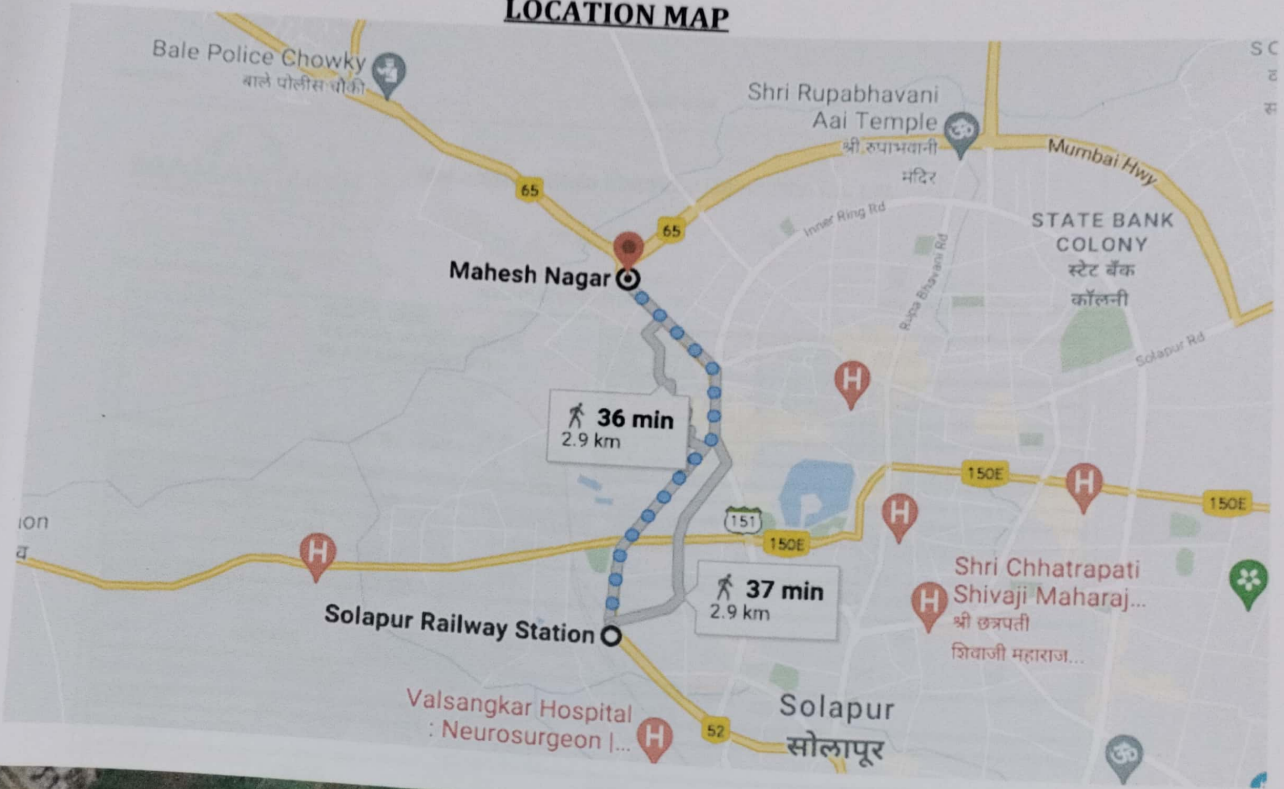 LOCATION MAP
Bale Police Chowky
बाले पोलीस चौकी
Shri Rupabhavani
Aai Temple
श्री रुपाभवानी
मंदिर
Mumbai Hwy
65
65
Inner Ring Rd
Rupa Bhavani Rd
STATE BANK
COLONY
स्टेट बँक
कॉलनी
Solapur Rd
Mahesh Nagar
H
36 min
2.9 km
150E
H
150E
H
151
150E
H
37 min
2.9 km
Shri Chhatrapati
H
Shivaji Maharaj...
श्री छत्रपती
शिवाजी महाराज...
Solapur Railway Station
Valsangkar Hospital
: Neurosurgeon |...
H
52
Solapur
सोलापूर